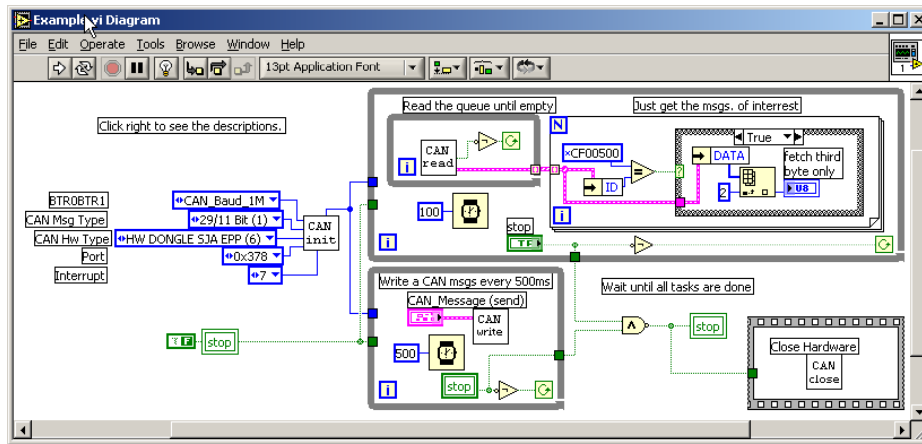 Example.vi Diagram
File Edit Operate Tools Browse Window Help
13pt Application Font
1
Read the queue until empty
Just get the msgs. of interrest
Click right to see the descriptions.
N
True
CAN
read
i
×CF00500
=
DATA
fetch third
byte only
ID
2
U8
i
BTR0BTR1
CAN_Baud_1M
CAN Msg Type
29/11 Bit (1)
CAN Hw Type
HW DONGLE SJA EPP (6)
Port
0x378
Interrupt
7
CAN
init
100
stop
TF
i
Write a CAN msgs every 500ms
Wait until all tasks are done
CAN_Message (send)
CAN
write
TF
stop
500
stop
i
stop
Close Hardware
CAN
close